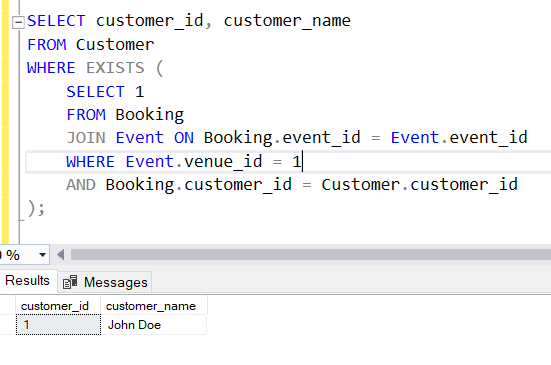 SELECT customer_id, customer_name
FROM Customer
WHERE EXISTS (
SELECT 1
FROM Booking
JOIN Event ON Booking.event_id = Event.event_id
WHERE Event.venue_id = 1
AND Booking.customer_id = Customer.customer_id
);
%
Results Messages
customer_id customer_name
1 John Doe